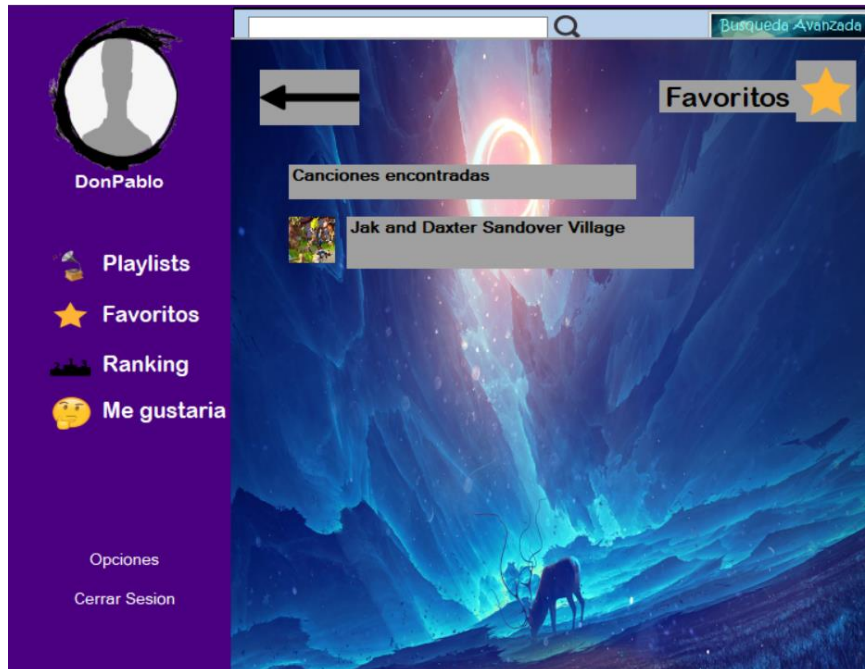 Busqueda Avanzada
DonPablo
Playlists
Favoritos
Ranking
Me gustaria
Opciones
Cerrar Sesion
Favoritos
Canciones encontradas
Jak and Daxter Sandover Village